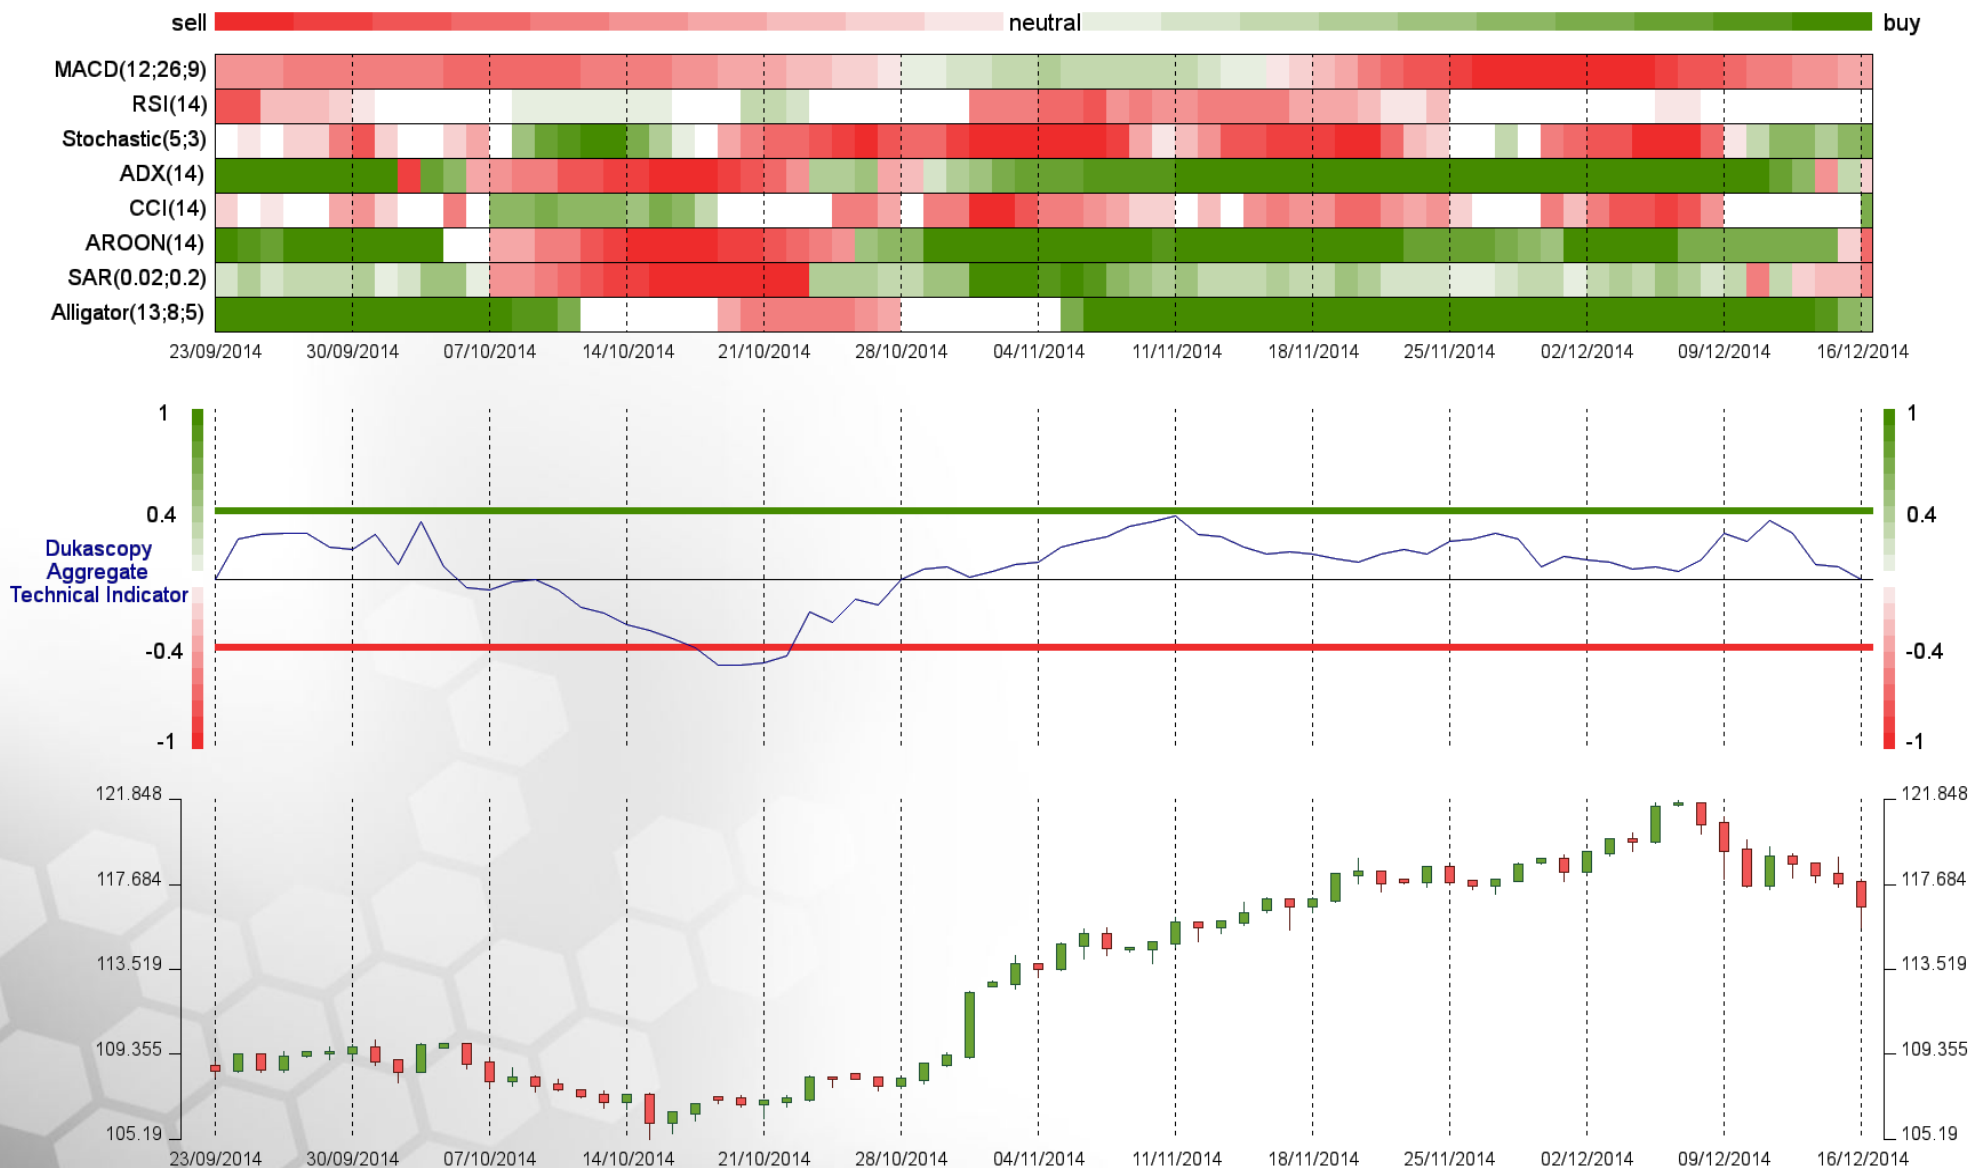 sell neutral buy
MACD(12;26;9)
RSI(14)
Stochastic(5;3)
ADX(14)
CCI(14)
AROON(14)
SAR(0.02;0.2)
Alligator(13;8;5)
23/09/2014 30/09/2014 07/10/2014 14/10/2014 21/10/2014 28/10/2014 04/11/2014 11/11/2014 18/11/2014 25/11/2014 02/12/2014 09/12/2014 16/12/2014
1 1
0.4 0.4
Dukascopy
Aggregate
Technical Indicator
-0.4 -0.4
-1 -1
121.848 121.848
117.684 117.684
113.519 113.519
109.355 109.355
105.19 105.19
23/09/2014 30/09/2014 07/10/2014 14/10/2014 21/10/2014 28/10/2014 04/11/2014 11/11/2014 18/11/2014 25/11/2014 02/12/2014 09/12/2014 16/12/2014